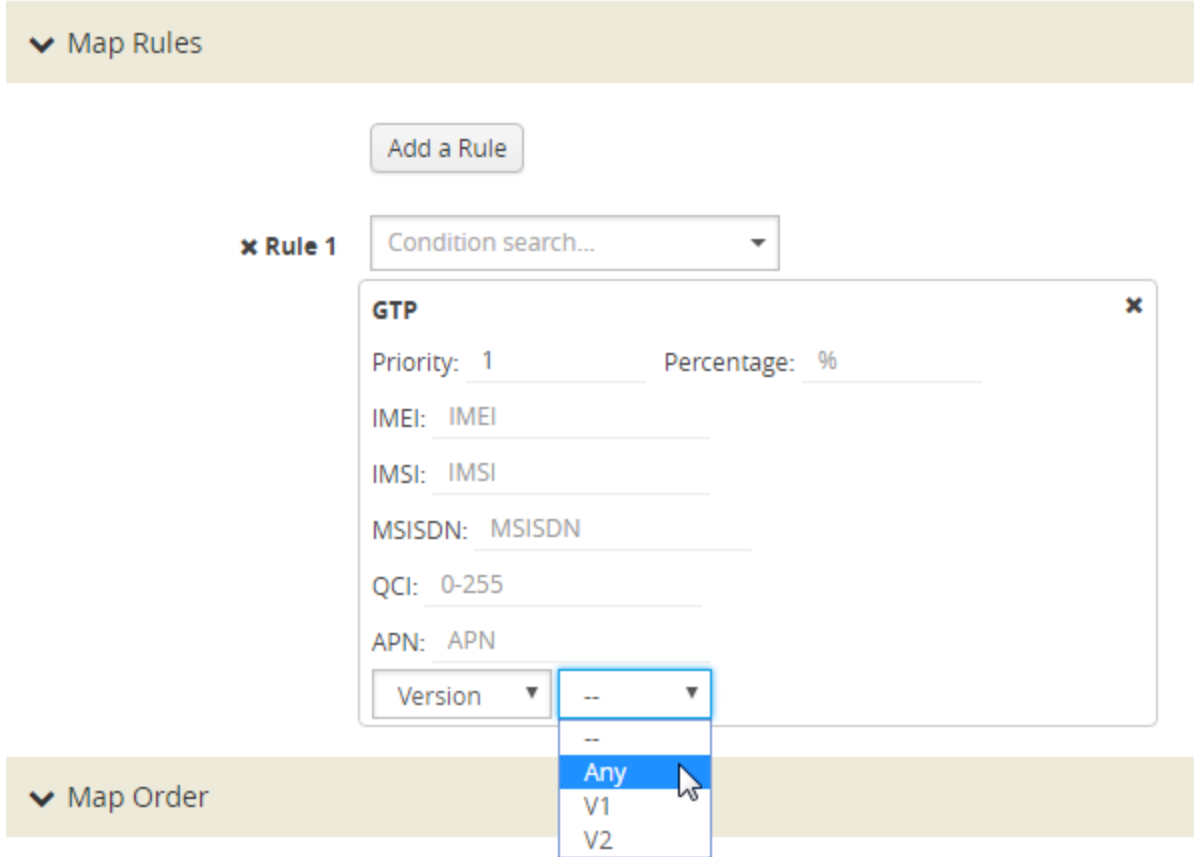 Map Rules
Add a Rule
Rule 1
Condition search...
GTP
Priority: 1 Percentage: %
IMEI: IMEI
IMSI: IMSI
MSISDN: MSISDN
QCI: 0-255
APN: APN
Version --
--
Any
Map Order
V1
V2